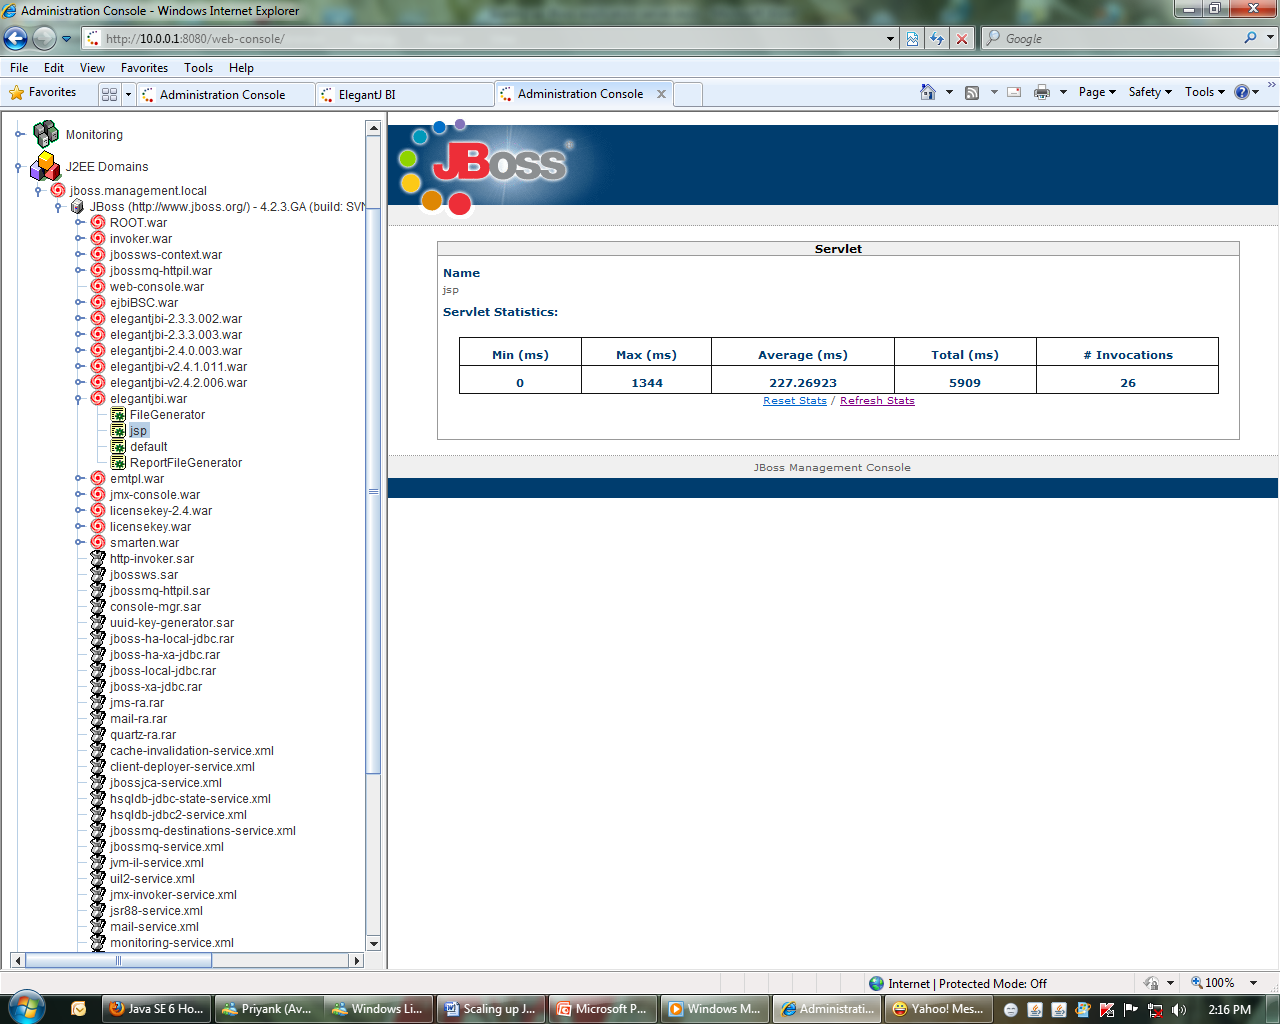 Administration Console - Windows Internet Explorer
http://10.0.0.1:8080/web-console/
Google
File Edit View Favorites Tools Help
Favorites
Administration Console
ElegantJ BI
Administration Console
Page Safety Tools
Monitoring
J2EE Domains
jboss.management.local
JBoss (http://www.jboss.org/) - 4.2.3.GA (build: SVN
ROOT.war
invoker.war
jbossws-context.war
jbossmq-httpil.war
web-console.war
ejbiBSC.war
elegantjbi-2.3.3.002.war
elegantjbi-2.3.3.003.war
elegantjbi-2.4.0.003.war
elegantjbi-v2.4.1.011.war
elegantjbi-v2.4.2.006.war
elegantjbi.war
FileGenerator
jsp
default
ReportFileGenerator
emtpl.war
jmx-console.war
licensekey-2.4.war
licensekey.war
smarten.war
http-invoker.sar
jbossws.sar
jbossmq-httpil.sar
console-mgr.sar
uuid-key-generator.sar
jboss-ha-local-jdbc.rar
jboss-ha-xa-jdbc.rar
jboss-local-jdbc.rar
jboss-xa-jdbc.rar
jms-ra.rar
mail-ra.rar
quartz-ra.rar
cache-invalidation-service.xml
client-deployer-service.xml
jbossjca-service.xml
hsqldb-jdbc-state-service.xml
hsqldb-jdbc2-service.xml
jbossmq-destinations-service.xml
jbossmq-service.xml
jvm-il-service.xml
uil2-service.xml
jmx-invoker-service.xml
jsr88-service.xml
mail-service.xml
monitoring-service.xml
JBoss ®
Servlet
Name
jsp
Servlet Statistics:
Min (ms) Max (ms) Average (ms) Total (ms) # Invocations
0 1344 227.26923 5909 26
Reset Stats / Refresh Stats
JBoss Management Console
Internet | Protected Mode: Off
100%
Java SE 6 Ho...
Priyank (Av...
Windows Li...
Scaling up J...
Microsoft P...
Windows M...
Administrati...
Yahoo! Mes...
2:16 PM